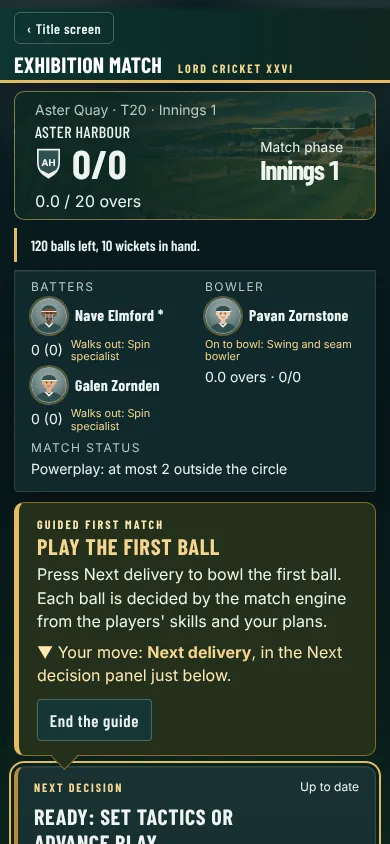 ‹ Title screen
EXHIBITION MATCH LORD CRICKET XXVI
Aster Quay · T20 · Innings 1
ASTER HARBOUR
AH 0/0
0.0 / 20 overs
Match phase
Innings 1
120 balls left, 10 wickets in hand.
BATTERS
Nave Elmford *
0 (0) Walks out: Spin
specialist
Galen Zornden
0 (0) Walks out: Spin
specialist
BOWLER
Pavan Zornstone
On to bowl: Swing and seam
bowler
0.0 overs · 0/0
MATCH STATUS
Powerplay: at most 2 outside the circle
GUIDED FIRST MATCH
PLAY THE FIRST BALL
Press Next delivery to bowl the first ball.
Each ball is decided by the match engine
from the players' skills and your plans.
▼ Your move: Next delivery, in the Next
decision panel just below.
End the guide
NEXT DECISION Up to date
READY: SET TACTICS OR
ADVANCE PLAY